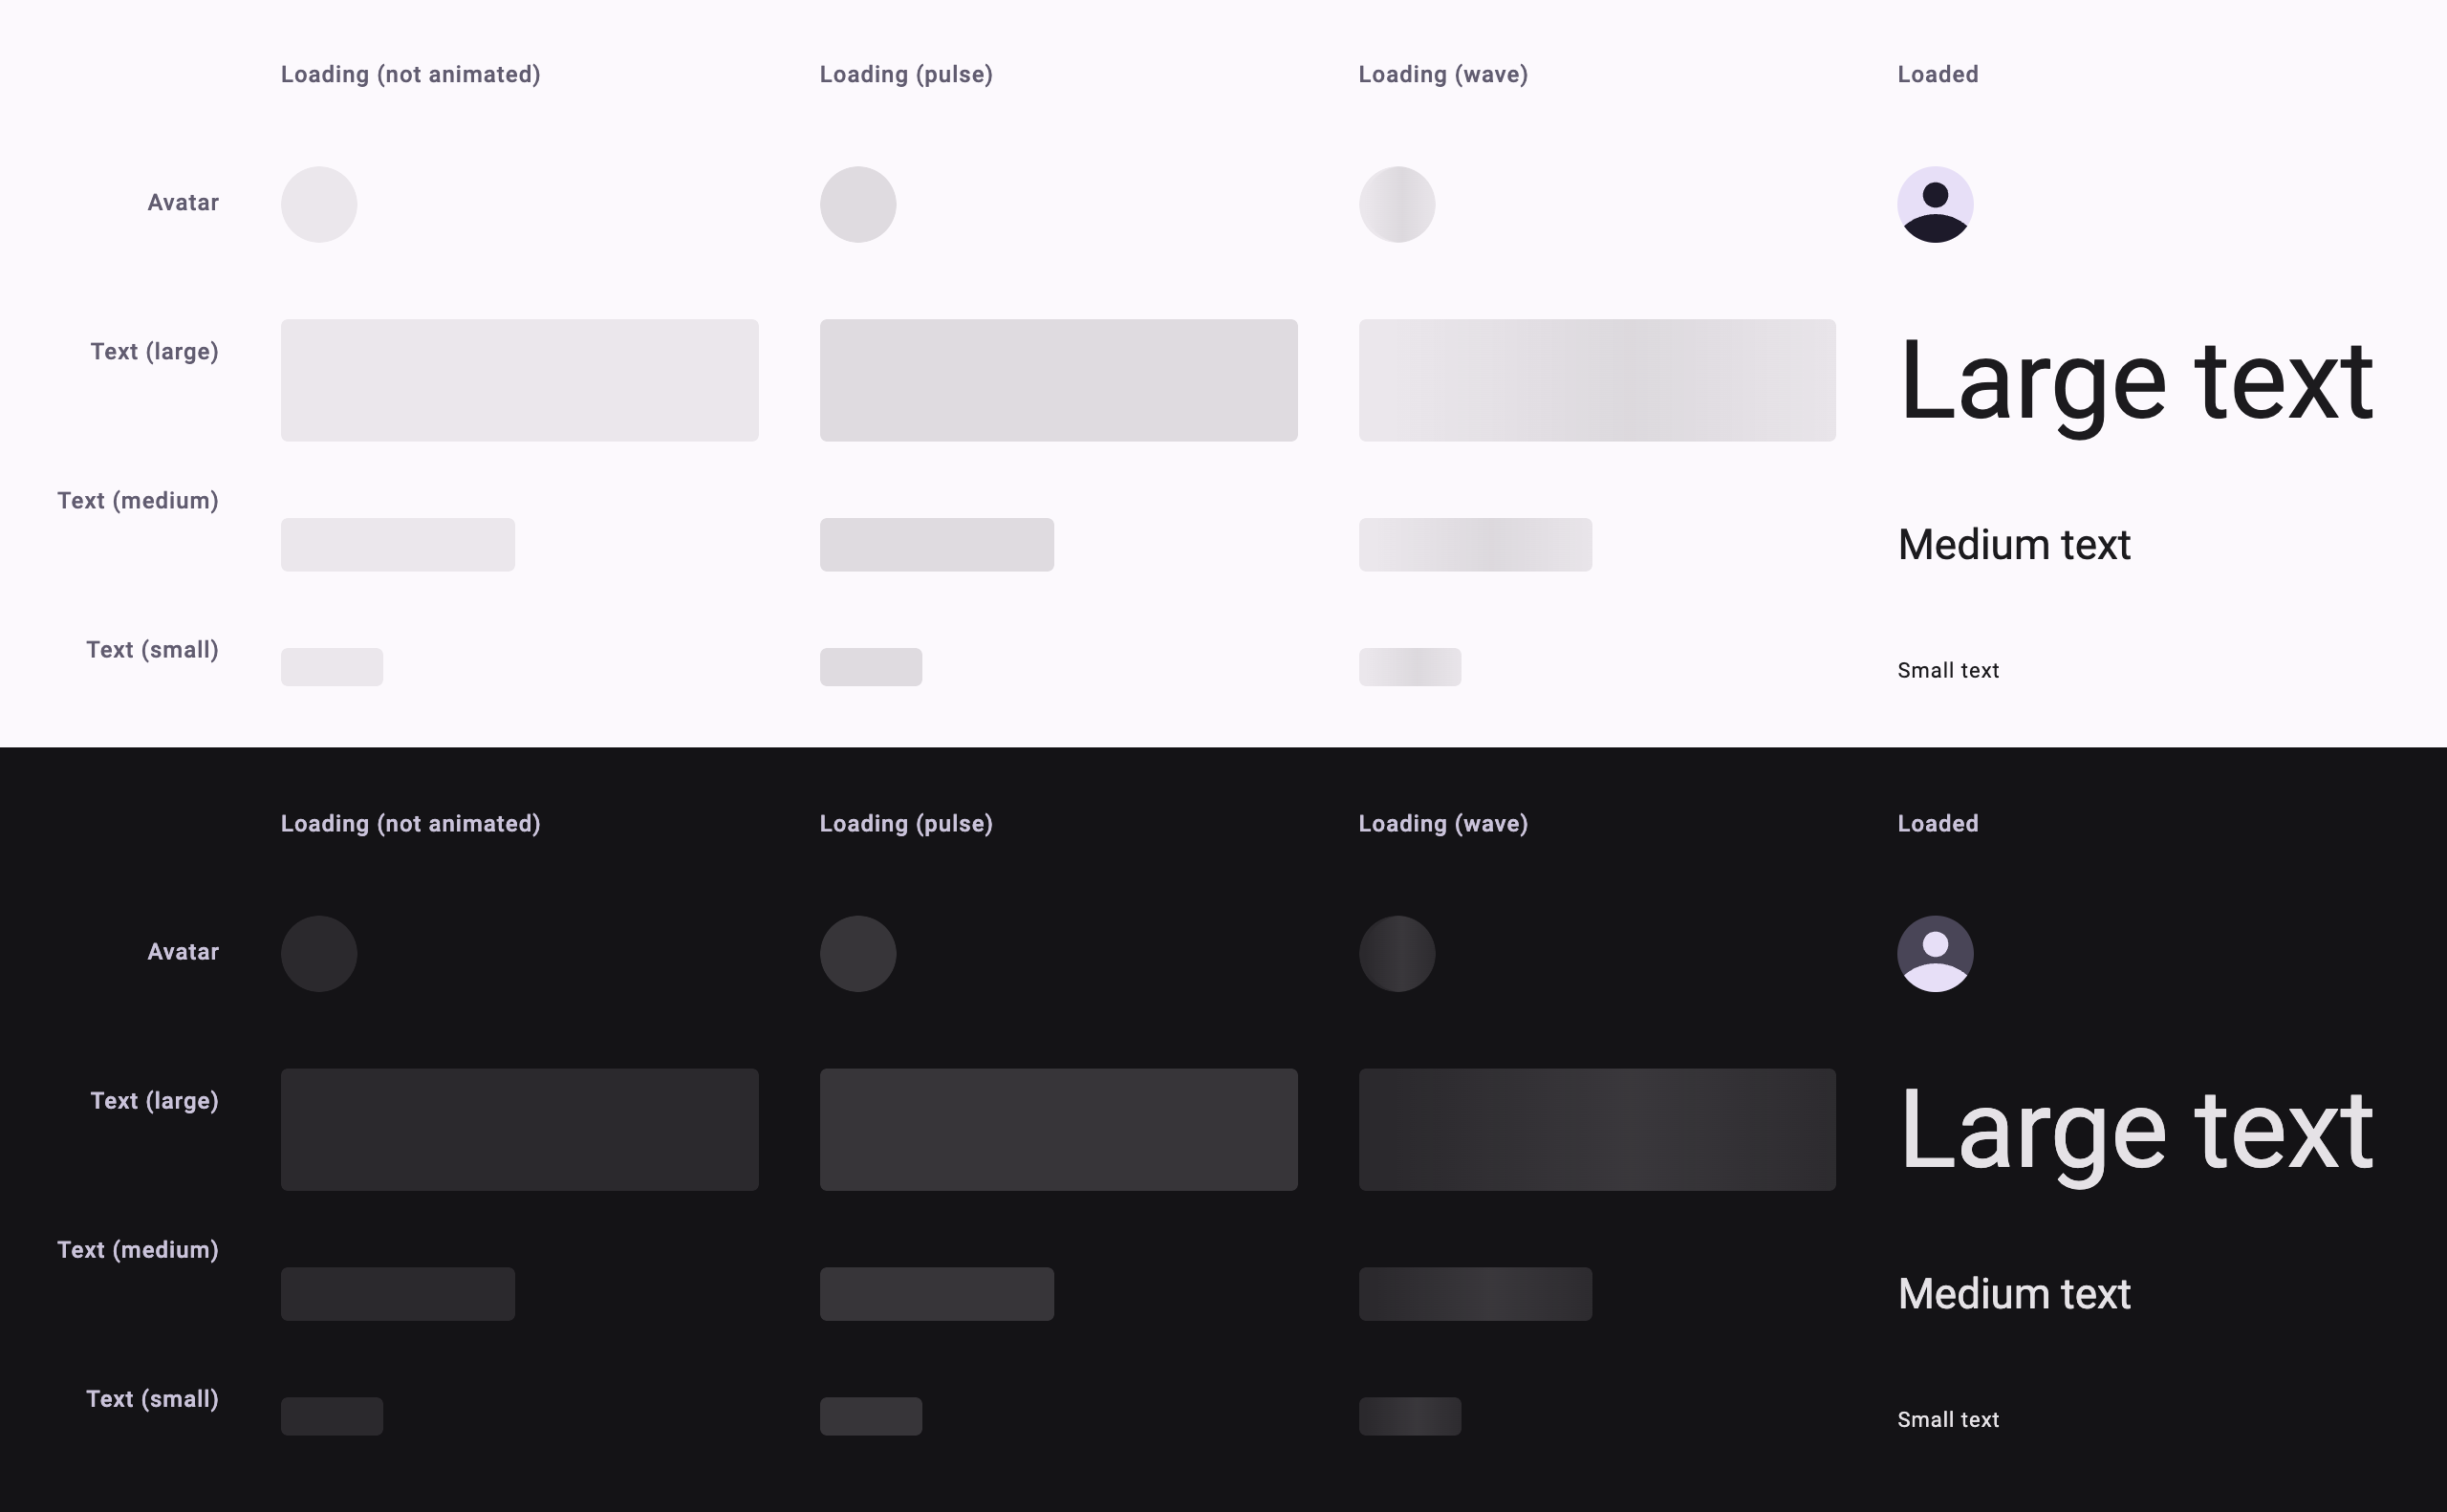 Loading (not animated) Loading (pulse) Loading (wave) Loaded
Avatar
Text (large) Large text
Text (medium) Medium text
Text (small) Small text
Loading (not animated) Loading (pulse) Loading (wave) Loaded
Avatar
Text (large) Large text
Text (medium) Medium text
Text (small) Small text